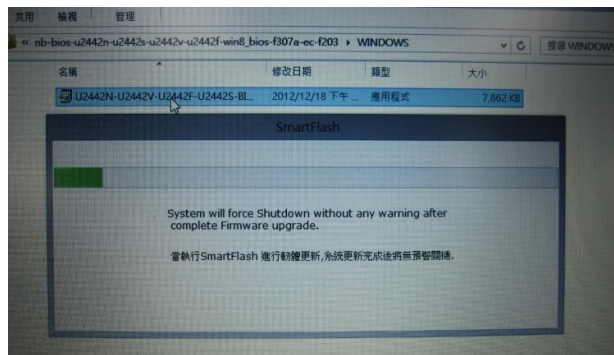 共用 檢視 管理
« nb-bios-u2442n-u2442s-u2442v-u2442f-win8_bios-f307a-ec-f203 ▸ WINDOWS
搜尋 WINDOWS
名稱 修改日期 類型 大小
U2442N-U2442V-U2442F-U2442S-BL... 2012/12/18 下午 ... 應用程式 7,862 KB
SmartFlash
System will force Shutdown without any warning after
complete Firmware upgrade.
當執行SmartFlash 進行韌體更新,系統更新完成後將無預警關機.